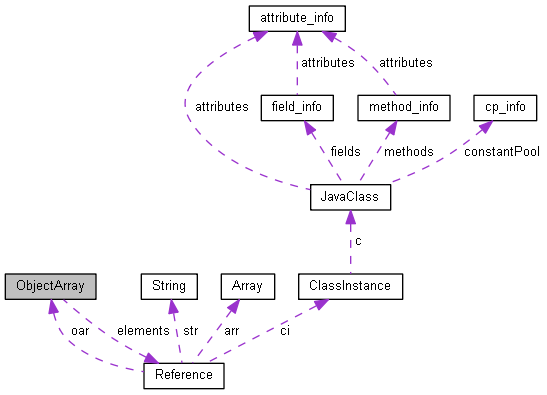 attribute_info
attributes
attributes
attributes
field_info
method_info
cp_info
fields
methods
constantPool
JavaClass
c
ObjectArray
String
Array
ClassInstance
oar
elements
str
arr
ci
Reference